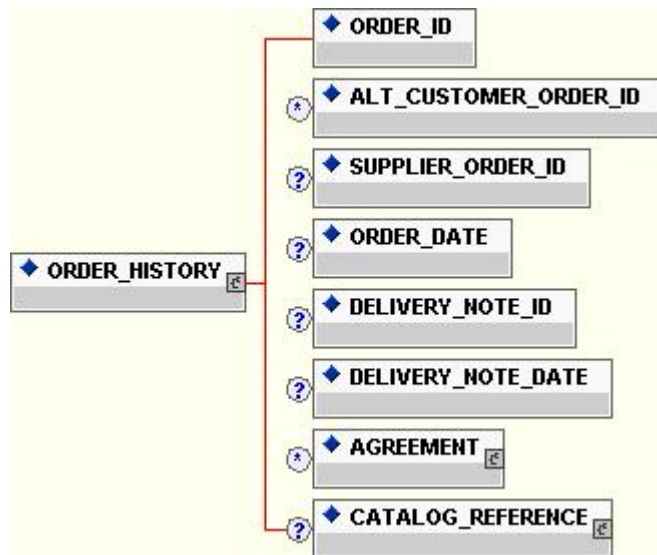 ORDER_ID
* ALT_CUSTOMER_ORDER_ID
? SUPPLIER_ORDER_ID
? ORDER_DATE
ORDER_HISTORY
? DELIVERY_NOTE_ID
? DELIVERY_NOTE_DATE
* AGREEMENT
? CATALOG_REFERENCE